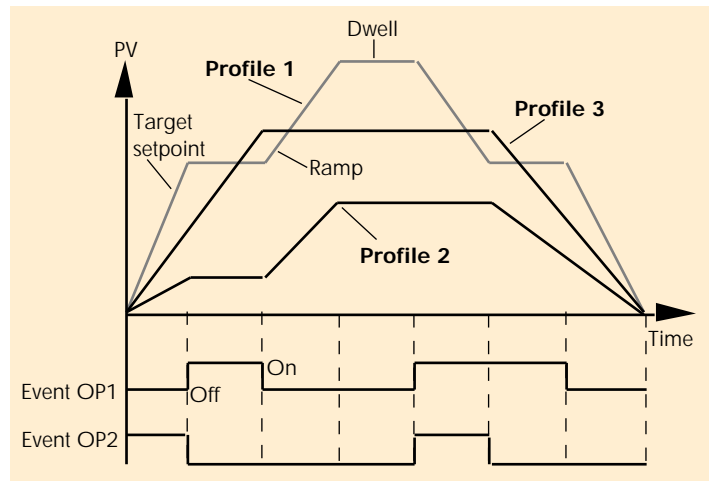 Dwell
PV
Profile 1
Profile 3
Target
setpoint
Ramp
Profile 2
Time
On
Event OP1
Off
Event OP2